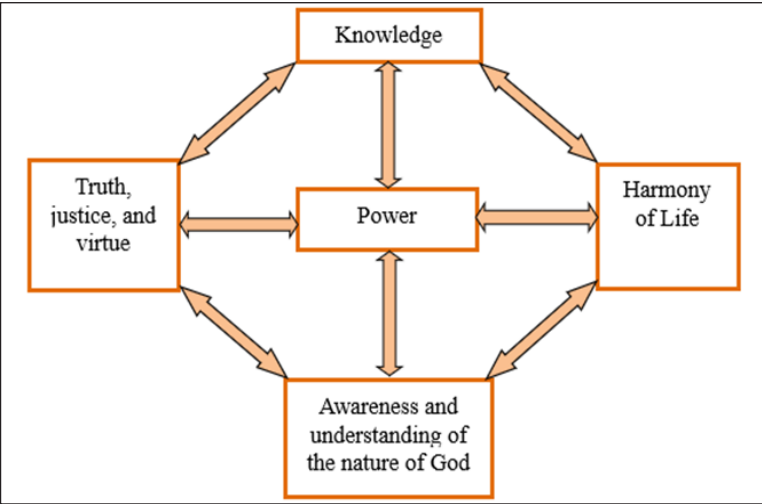 Knowledge
Truth,
justice, and
virtue
Power
Harmony
of Life
Awareness and
understanding of
the nature of God